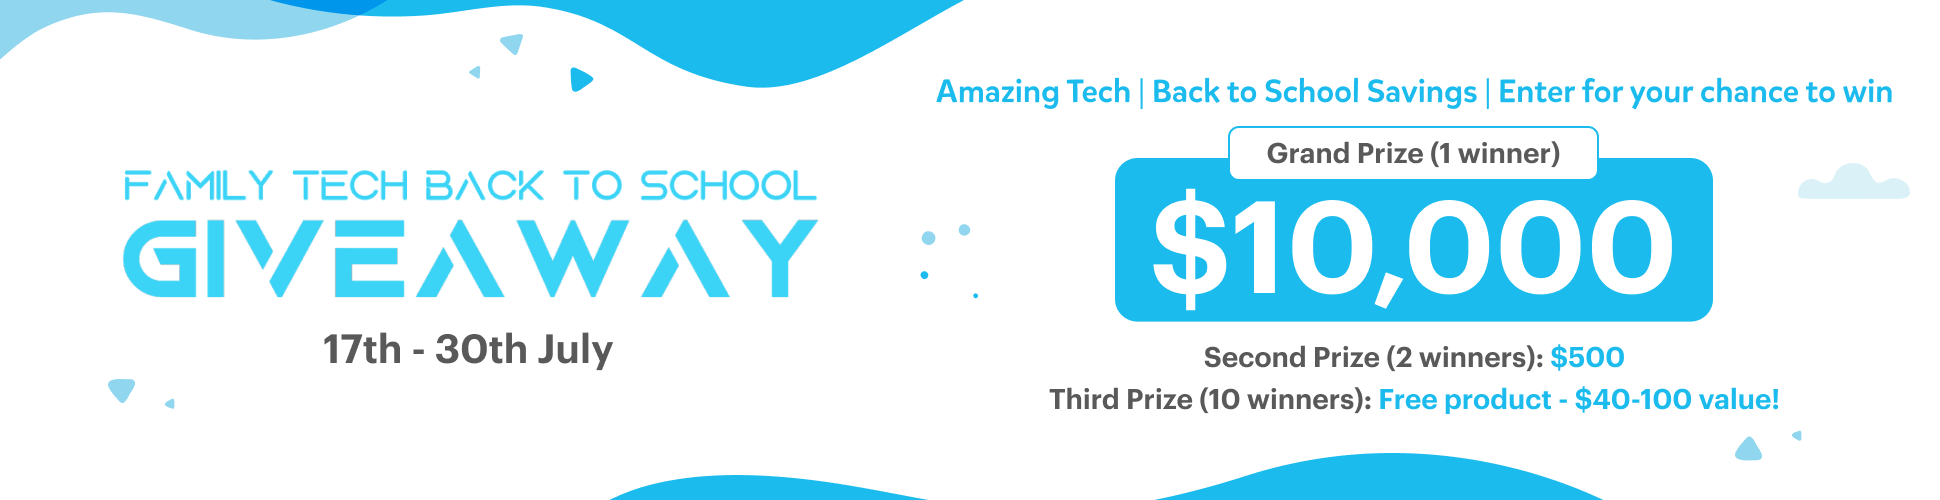 FAMILY TECH BACK TO SCHOOL
GIVEAWAY
17th - 30th July
Amazing Tech | Back to School Savings | Enter for your chance to win
Grand Prize (1 winner)
$10,000
Second Prize (2 winners): $500
Third Prize (10 winners): Free product - $40-100 value!